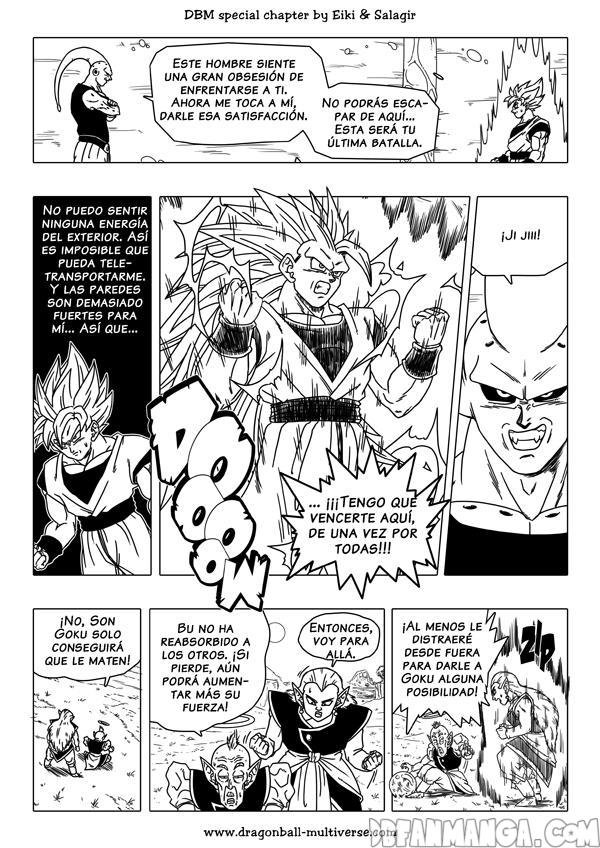 DBM special chapter by Eiki & Salagir
Este hombre siente
una gran obsesión de
enfrentarse a ti.
Ahora me toca a mí,
darle esa satisfacción.
No podrás esca-
par de aquí...
Esta será tu
última batalla.
No puedo sentir
ninguna energía
del exterior. Así
es imposible que
pueda tele-
transportarme.
Y las paredes
son demasiado
fuertes para
mí... Así que...
DOOOOW
... ¡¡¡Tengo que
vencerte aquí,
de una vez por
todas!!!
¡Ji jiii!
¡No, Son
Goku solo
conseguirá
que le maten!
Bu no ha
reabsorbido a
los otros. ¡Si
pierde, aún
podrá aumen-
tar más su
fuerza!
Entonces,
voy para
allá.
¡Al menos le
distraeré
desde fuera
para darle a
Goku alguna
posibilidad!
ZIP
www.dragonball-multiverse.com
DBFANMANGA.COM